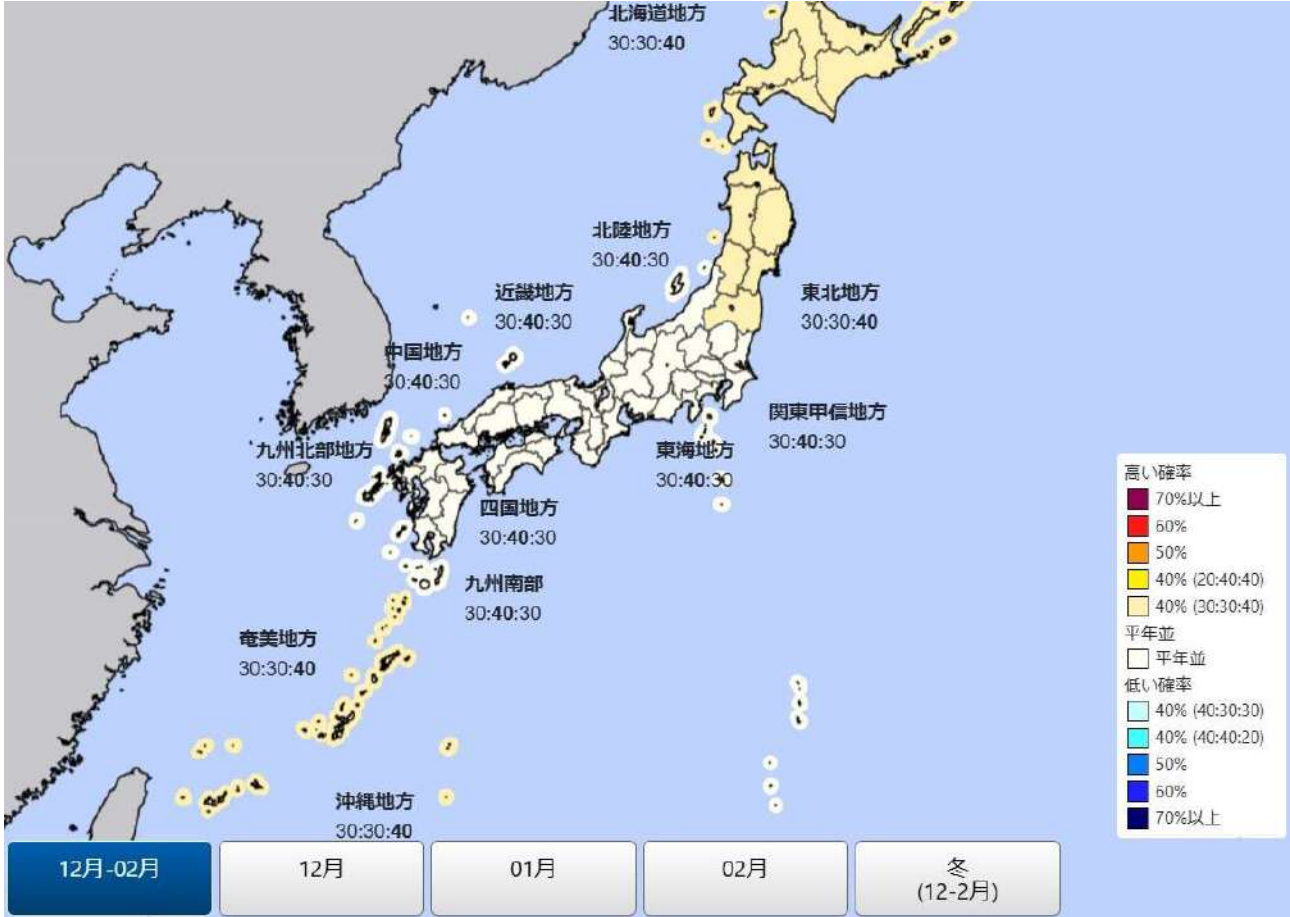 北海道地方
30:30:40
北陸地方
30:40:30
近畿地方
30:40:30
東北地方
30:30:40
中国地方
30:40:30
関東甲信地方
30:40:30
九州北部地方
30:40:30
東海地方
30:40:30
四国地方
30:40:30
九州南部
30:40:30
奄美地方
30:30:40
沖縄地方
30:30:40
高い確率
70%以上
60%
50%
40% (20:40:40)
40% (30:30:40)
平年並
平年並
低い確率
40% (40:30:30)
40% (40:40:20)
50%
60%
70%以上
12月-02月
12月
01月
02月
冬
(12-2月)